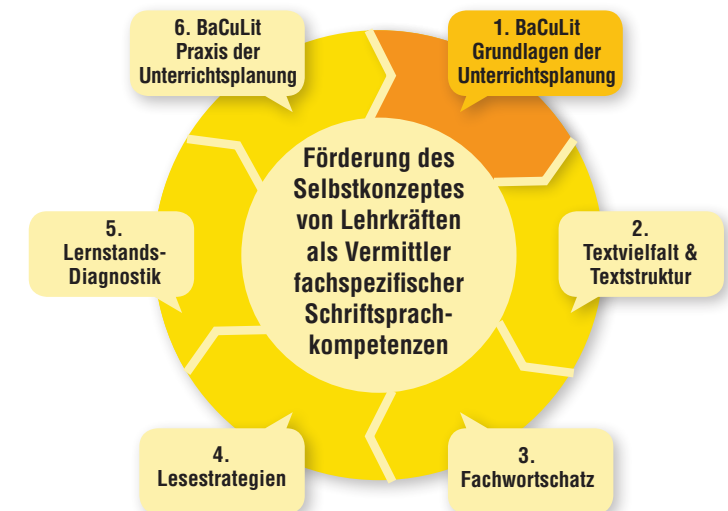 1. BaCuLit
Grundlagen der
Unterrichtsplanung
2.
Textvielfalt &
Textstruktur
3.
Fachwortschatz
4.
Lesestrategien
5.
Lernstands-
Diagnostik
6. BaCuLit
Praxis der
Unterrichtsplanung
Förderung des
Selbstkonzeptes
von Lehrkräften
als Vermittler
fachspezifischer
Schriftsprach-
kompetenzen